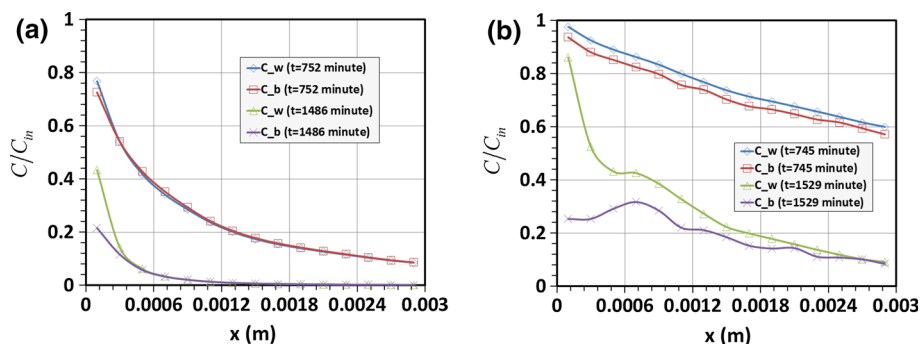 (a)
1
0.8
0.6
0.4
0.2
0
C/C_in
C_w (t=752 minute)
C_b (t=752 minute)
C_w (t=1486 minute)
C_b (t=1486 minute)
0 0.0006 0.0012 0.0018 0.0024 0.003
x (m)
(b)
1
0.8
0.6
0.4
0.2
0
C/C_in
C_w (t=745 minute)
C_b (t=745 minute)
C_w (t=1529 minute)
C_b (t=1529 minute)
0 0.0006 0.0012 0.0018 0.0024 0.003
x (m)